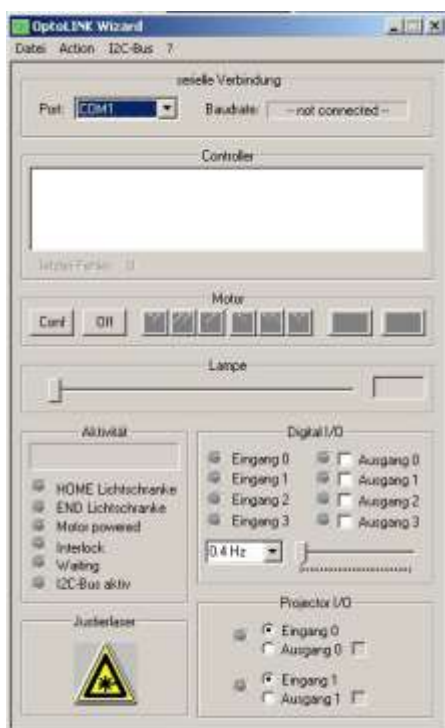 OptoLINK Wizard
Datei Action I2C-Bus ?
serielle Verbindung
Port: COM1 Baudrate: -- not connected --
Controller
letzter Fehler: 0
Motor
Conf Off
Lampe
Aktivität
HOME Lichtschranke
END Lichtschranke
Motor powered
Interlock
Waiting
I2C-Bus aktiv
Digital I/O
Eingang 0 Ausgang 0
Eingang 1 Ausgang 1
Eingang 2 Ausgang 2
Eingang 3 Ausgang 3
0.4 Hz
Justierlaser
Projector I/O
Eingang 0
Ausgang 0
Eingang 1
Ausgang 1